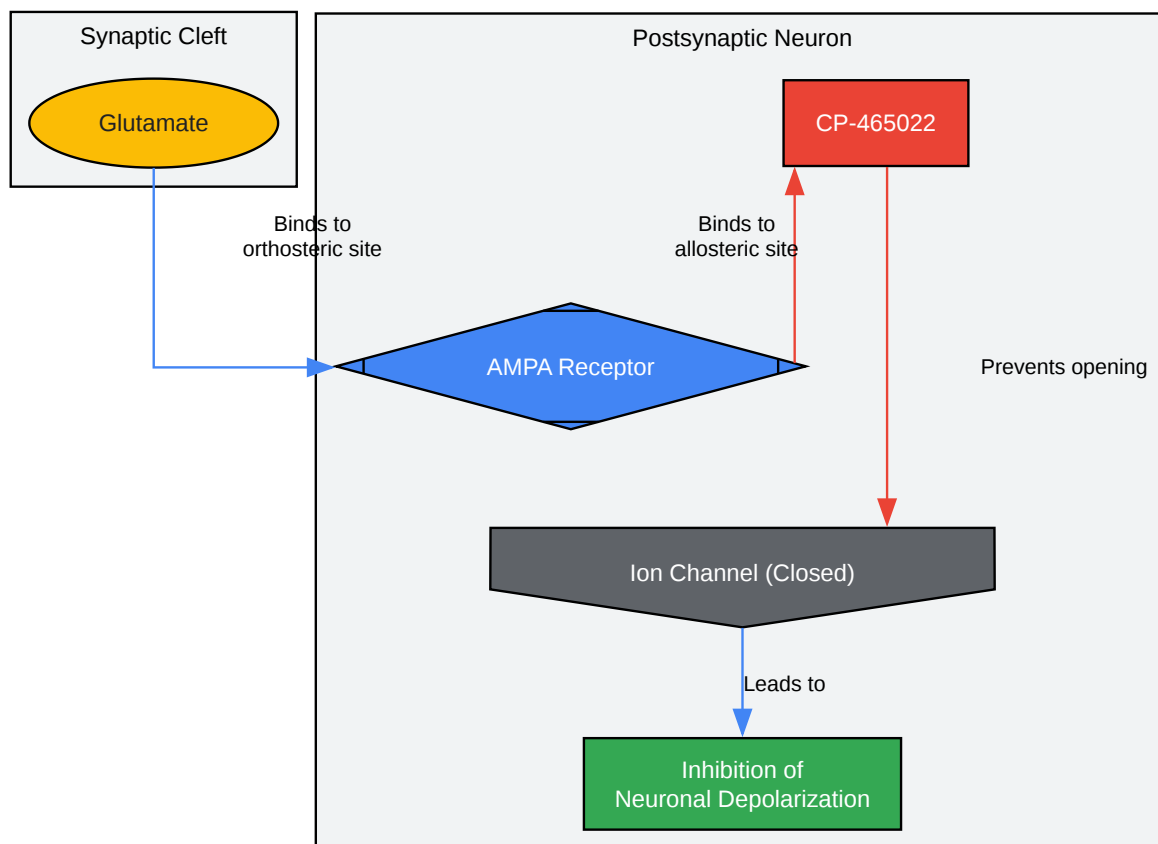 Synaptic Cleft
Postsynaptic Neuron
Glutamate
CP-465022
Binds to
orthosteric site
Binds to
allosteric site
AMPA Receptor
Prevents opening
Ion Channel (Closed)
Leads to
Inhibition of
Neuronal Depolarization